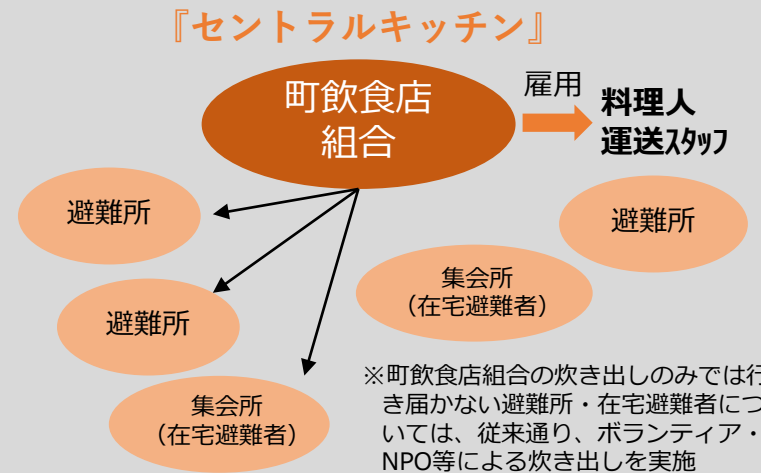 『セントラルキッチン』
町飲食店
組合
雇用
料理人
運送ｽﾀｯﾌ
避難所
避難所
集会所
（在宅避難者）
避難所
集会所
（在宅避難者）
※町飲食店組合の炊き出しのみでは行
き届かない避難所・在宅避難者につ
いては、従来通り、ボランティア・
NPO等による炊き出しを実施